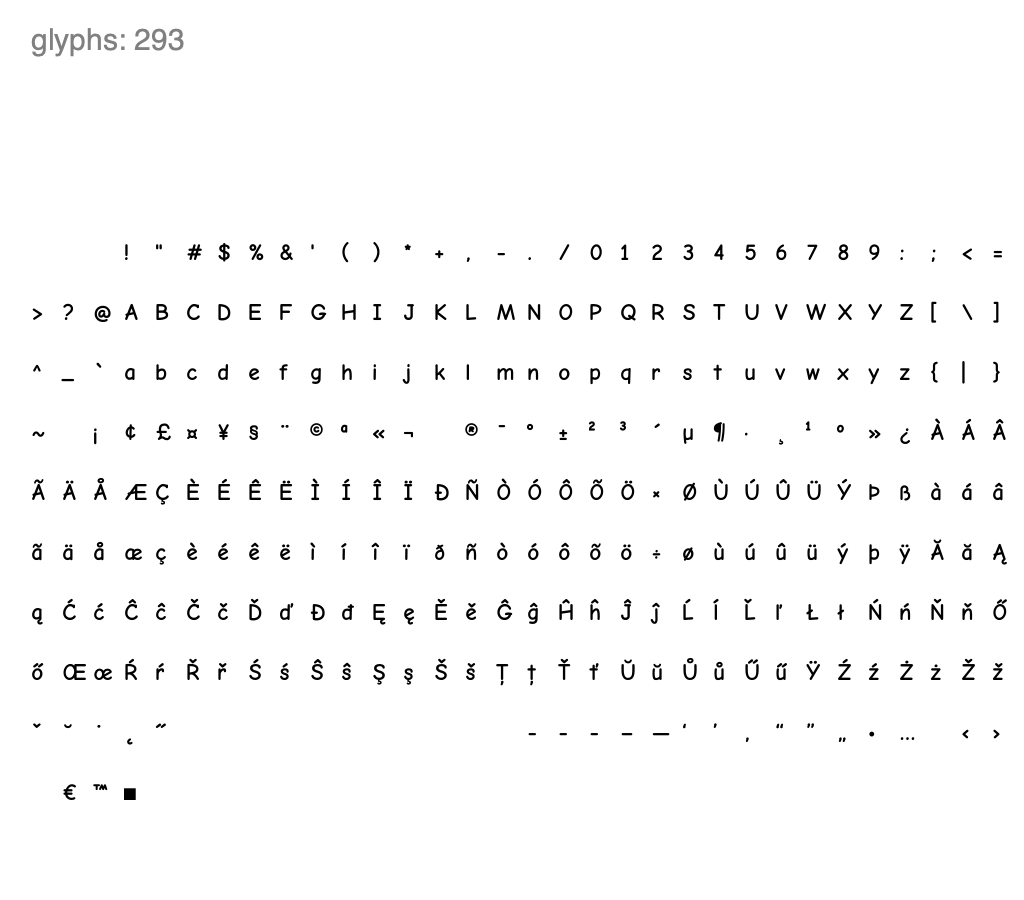 glyphs: 293
! " # $ % & ' ( ) * + , - . / 0 1 2 3 4 5 6 7 8 9 : ; < =
> ? @ A B C D E F G H I J K L M N O P Q R S T U V W X Y Z [ \ ]
^ _ ` a b c d e f g h i j k l m n o p q r s t u v w x y z { | }
~ ¡ ¢ £ ¤ ¥ § ¨ © ª « ¬ ® ¯ ° ± ² ³ ´ µ ¶ · ¸ ¹ º » ¿ À Á Â
Ã Ä Å Æ Ç È É Ê Ë Ì Í Î Ï Ð Ñ Ò Ó Ô Õ Ö × Ø Ù Ú Û Ü Ý Þ ß à á â
ã ä å æ ç è é ê ë ì í î ï ð ñ ò ó ô õ ö ÷ ø ù ú û ü ý þ ÿ Ă ă Ą
ą Ć ć Ĉ ĉ Č č Ď ď Đ đ Ę ę Ě ě Ĝ ĝ Ĥ ĥ Ĵ ĵ Ĺ ĺ Ľ ľ Ł ł Ń ń Ň ň Ő
ő Œ œ Ŕ ŕ Ř ř Ś ś Ŝ ŝ Ş ş Š š Ț ț Ť ť Ŭ ŭ Ů ů Ű ű Ÿ Ź ź Ż ż Ž ž
ˇ ˘ ˙ ˛ ˝ ‐ ‑ ‒ – — ‘ ’ ‚ “ ” „ • … ‹ ›
€ ™ ■